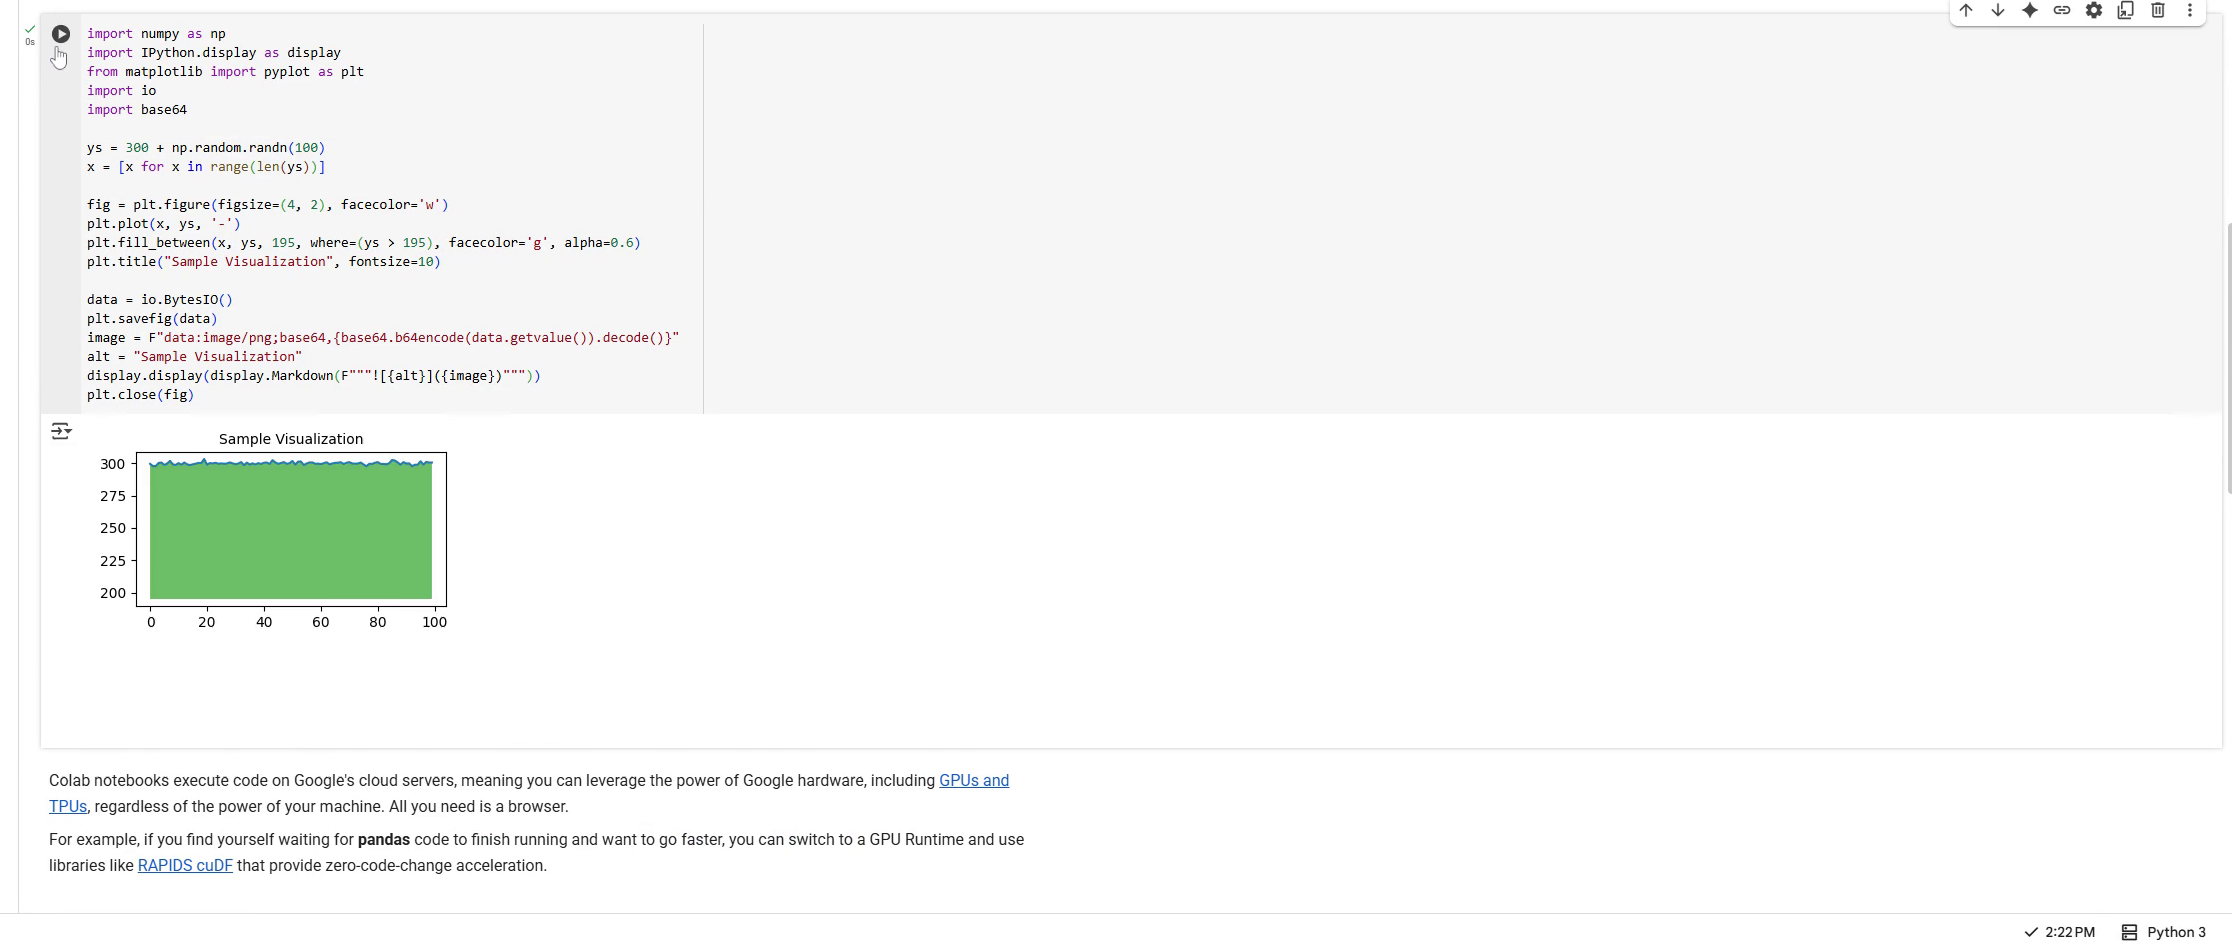 0s
import numpy as np
import IPython.display as display
from matplotlib import pyplot as plt
import io
import base64
ys = 300 + np.random.randn(100)
x = [x for x in range(len(ys))]
fig = plt.figure(figsize=(4, 2), facecolor='w')
plt.plot(x, ys, '-')
plt.fill_between(x, ys, 195, where=(ys > 195), facecolor='g', alpha=0.6)
plt.title("Sample Visualization", fontsize=10)
data = io.BytesIO()
plt.savefig(data)
image = F"data:image/png;base64,{base64.b64encode(data.getvalue()).decode()}"
alt = "Sample Visualization"
display.display(display.Markdown(F"""![{alt}]({image})"""))
plt.close(fig)
Sample Visualization
300
275
250
225
200
0 20 40 60 80 100
Colab notebooks execute code on Google's cloud servers, meaning you can leverage the power of Google hardware, including GPUs and
TPUs, regardless of the power of your machine. All you need is a browser.
For example, if you find yourself waiting for pandas code to finish running and want to go faster, you can switch to a GPU Runtime and use
libraries like RAPIDS cuDF that provide zero-code-change acceleration.
2:22 PM Python 3